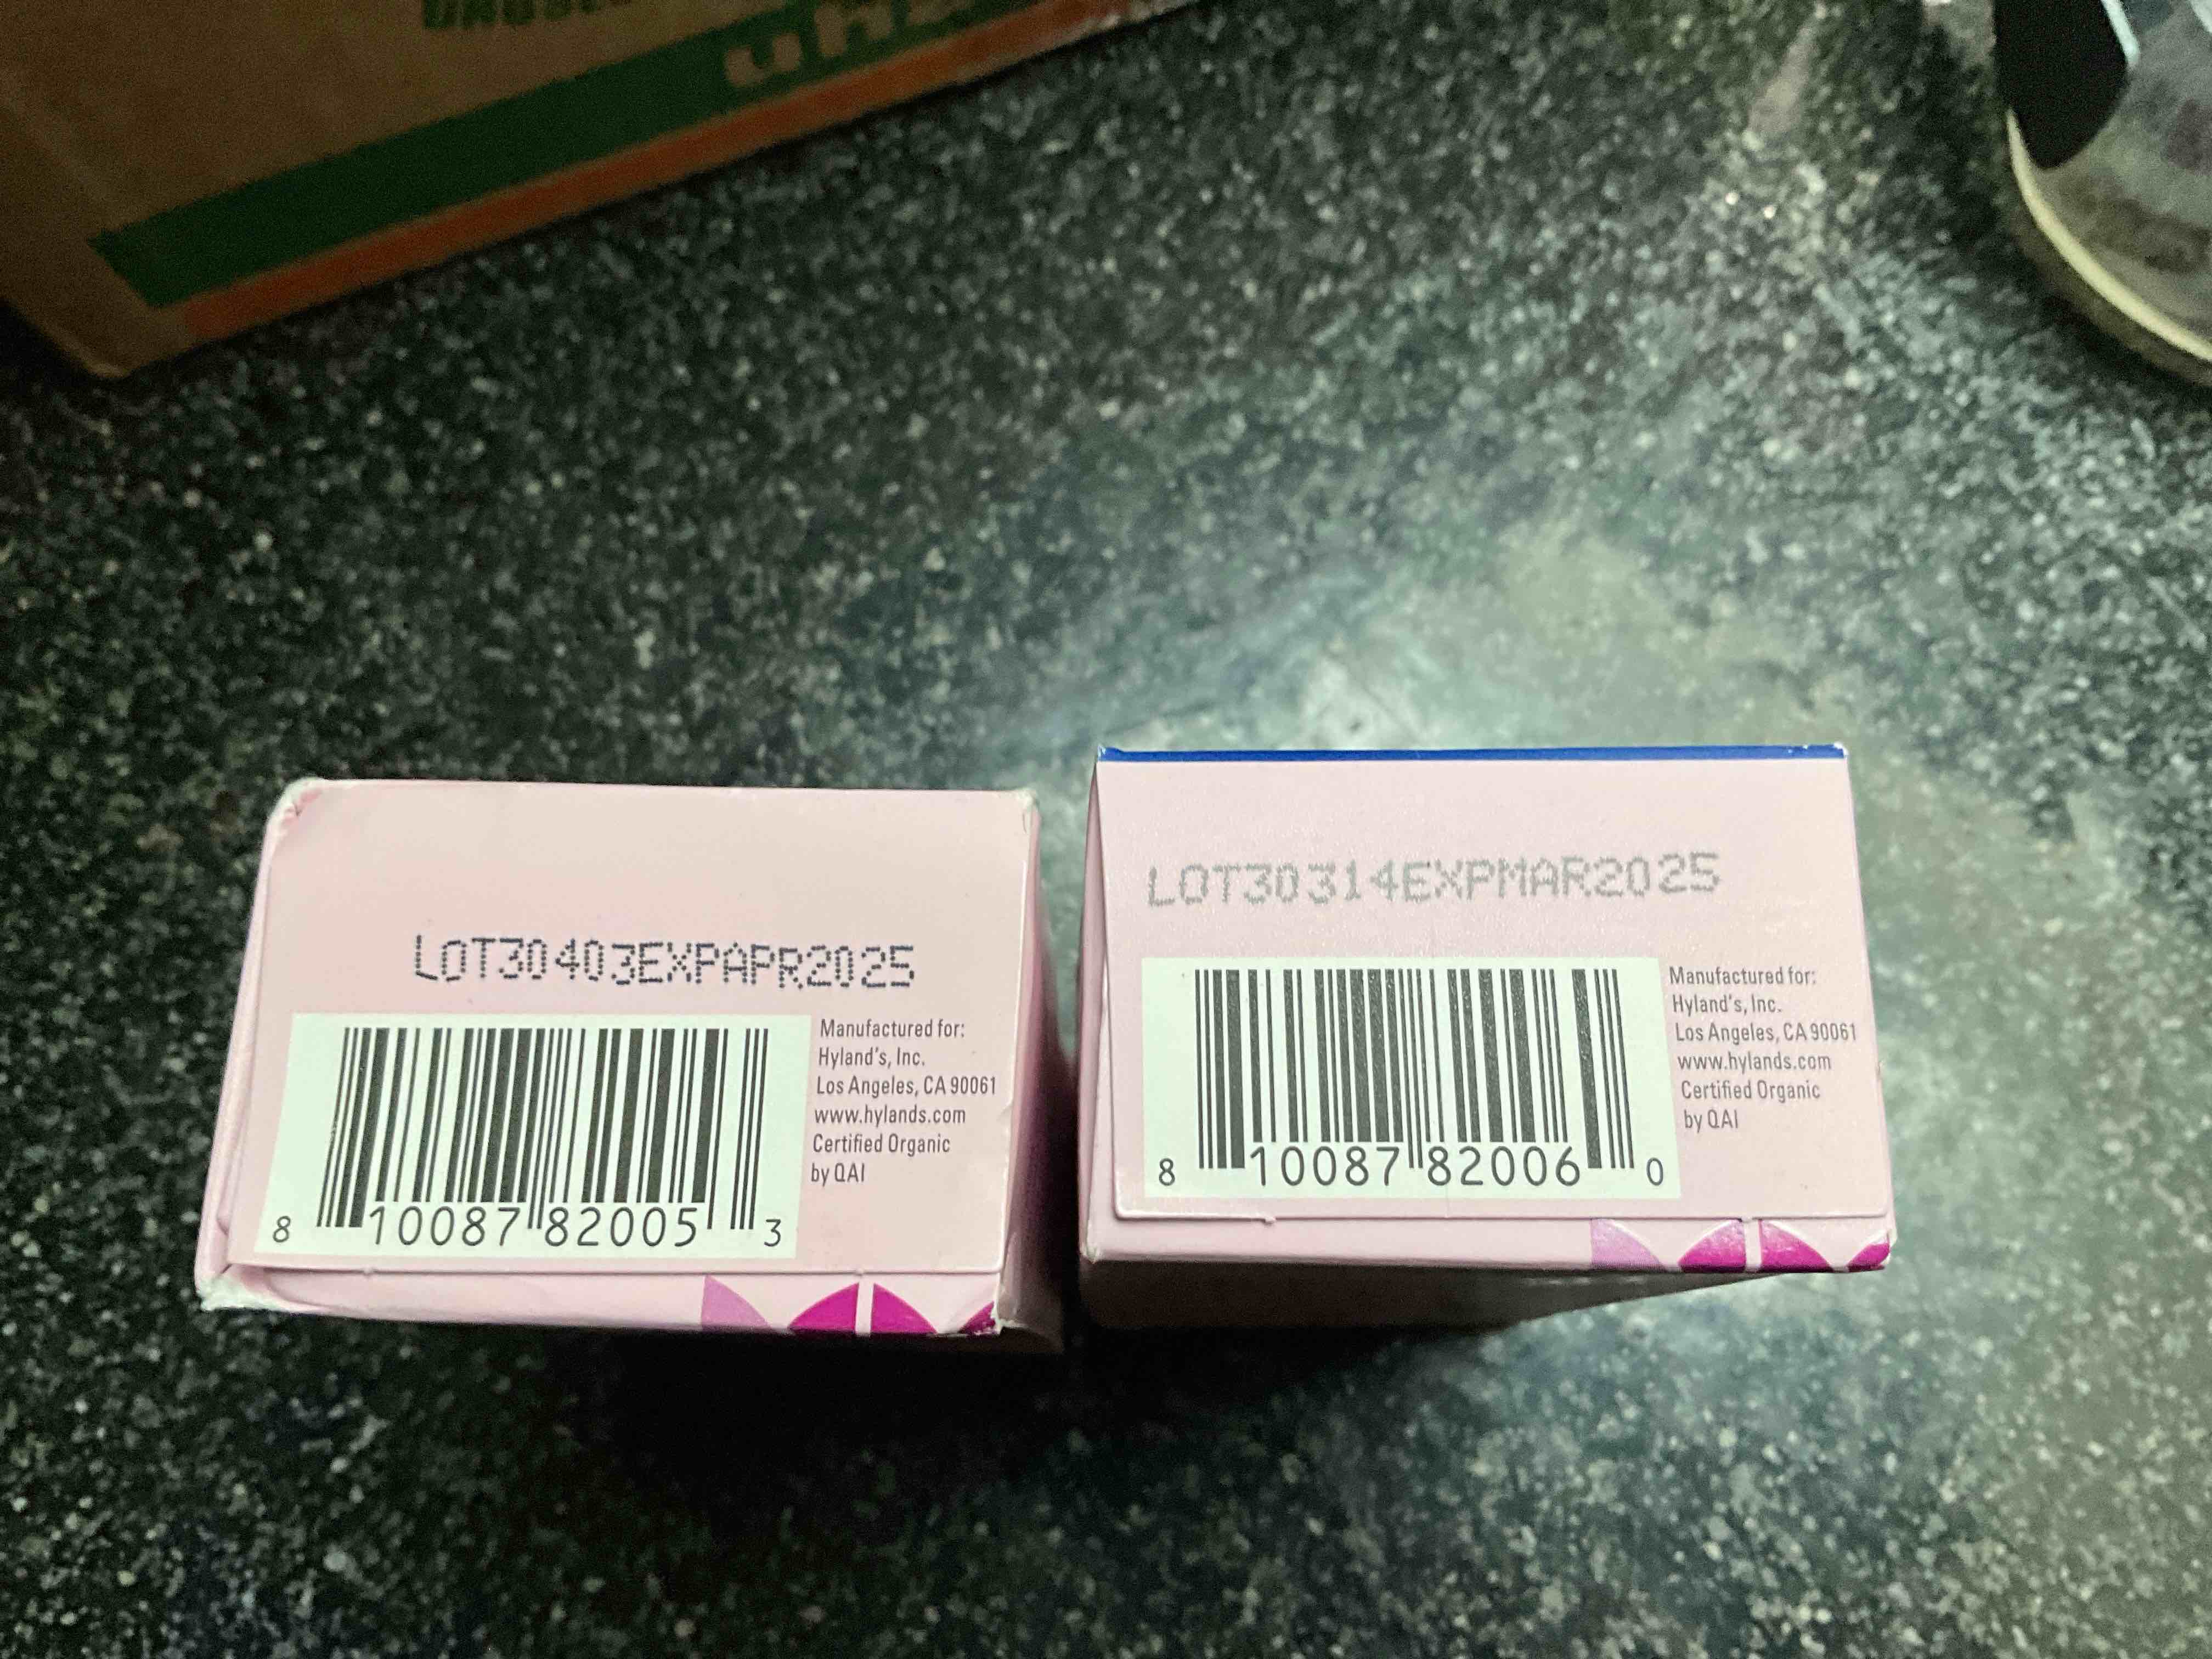 LOT30403EXPAPR2025
8 10087 82005 3
Manufactured for:
Hyland's, Inc.
Los Angeles, CA 90061
www.hylands.com
Certified Organic
by QAI
LOT30314EXPMAR2025
8 10087 82006 0
Manufactured for:
Hyland's, Inc.
Los Angeles, CA 90061
www.hylands.com
Certified Organic
by QAI